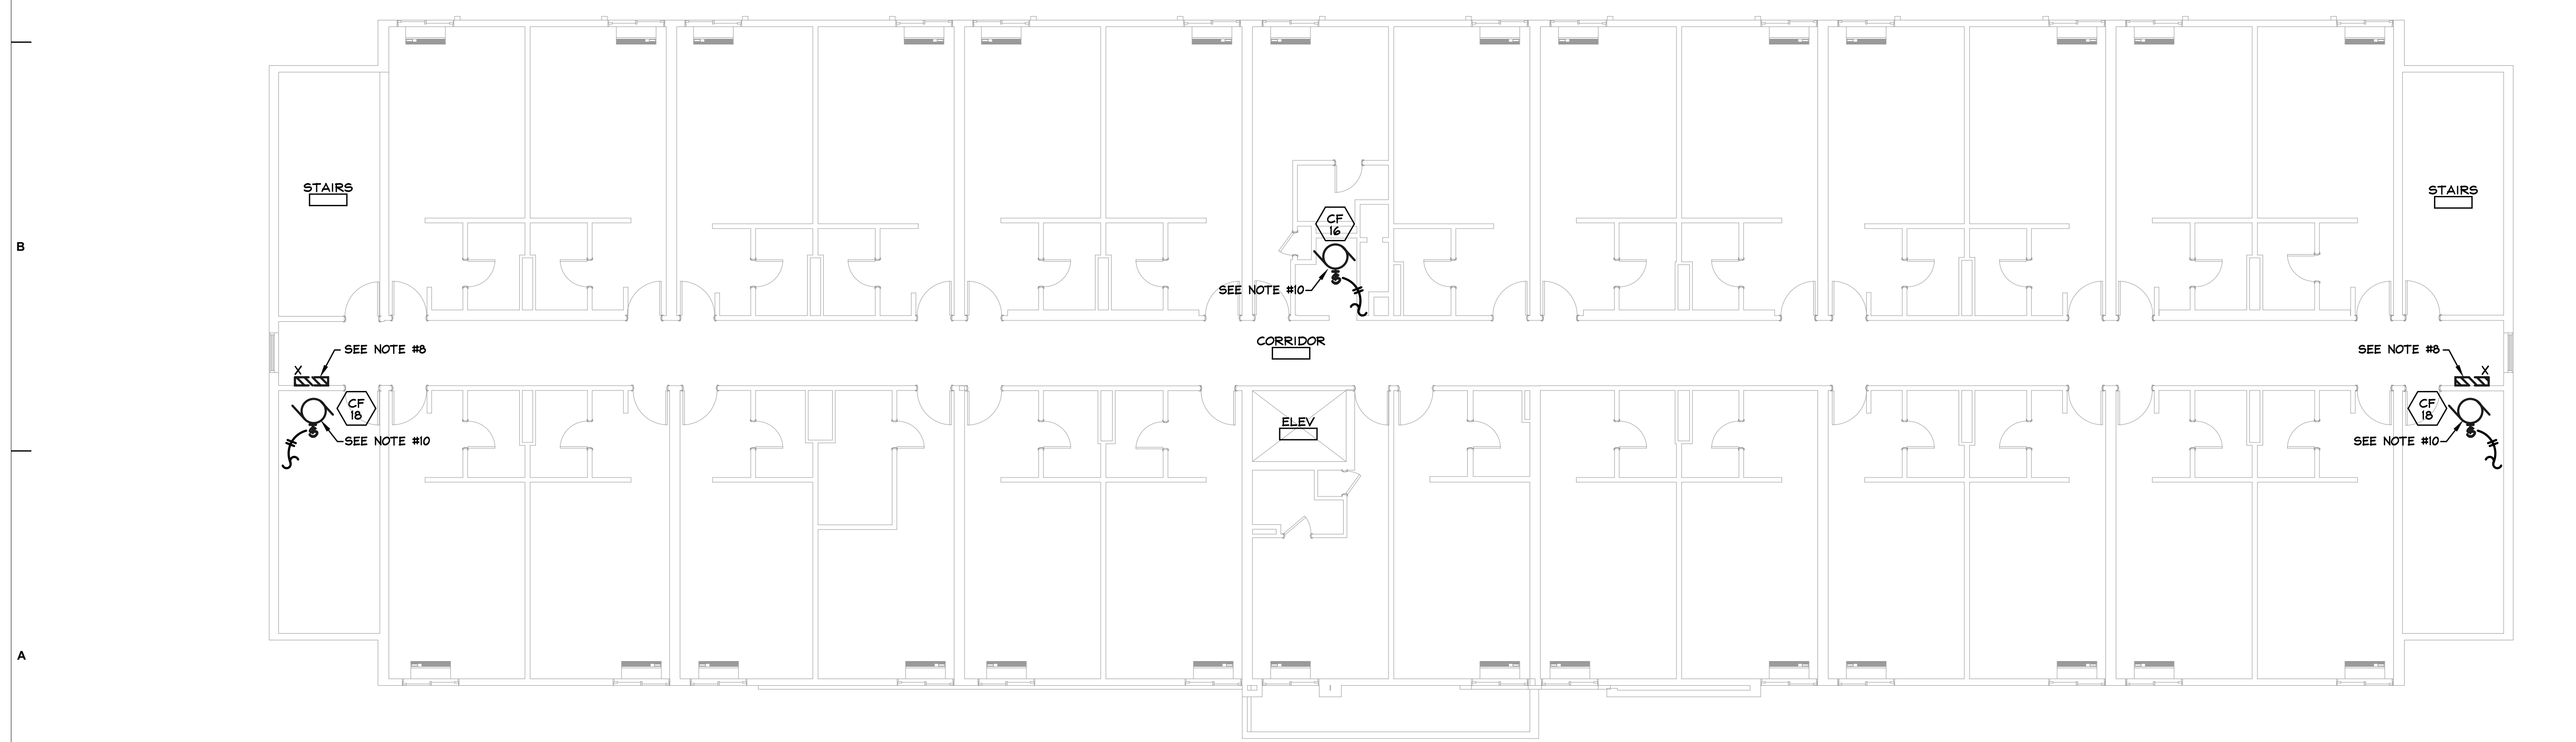 STAIRS
STAIRS
B
CF
16
SEE NOTE #10
S
CORRIDOR
SEE NOTE #8
SEE NOTE #8
X
X
CF
18
CF
18
S
SEE NOTE #10
ELEV
SEE NOTE #10
S
A